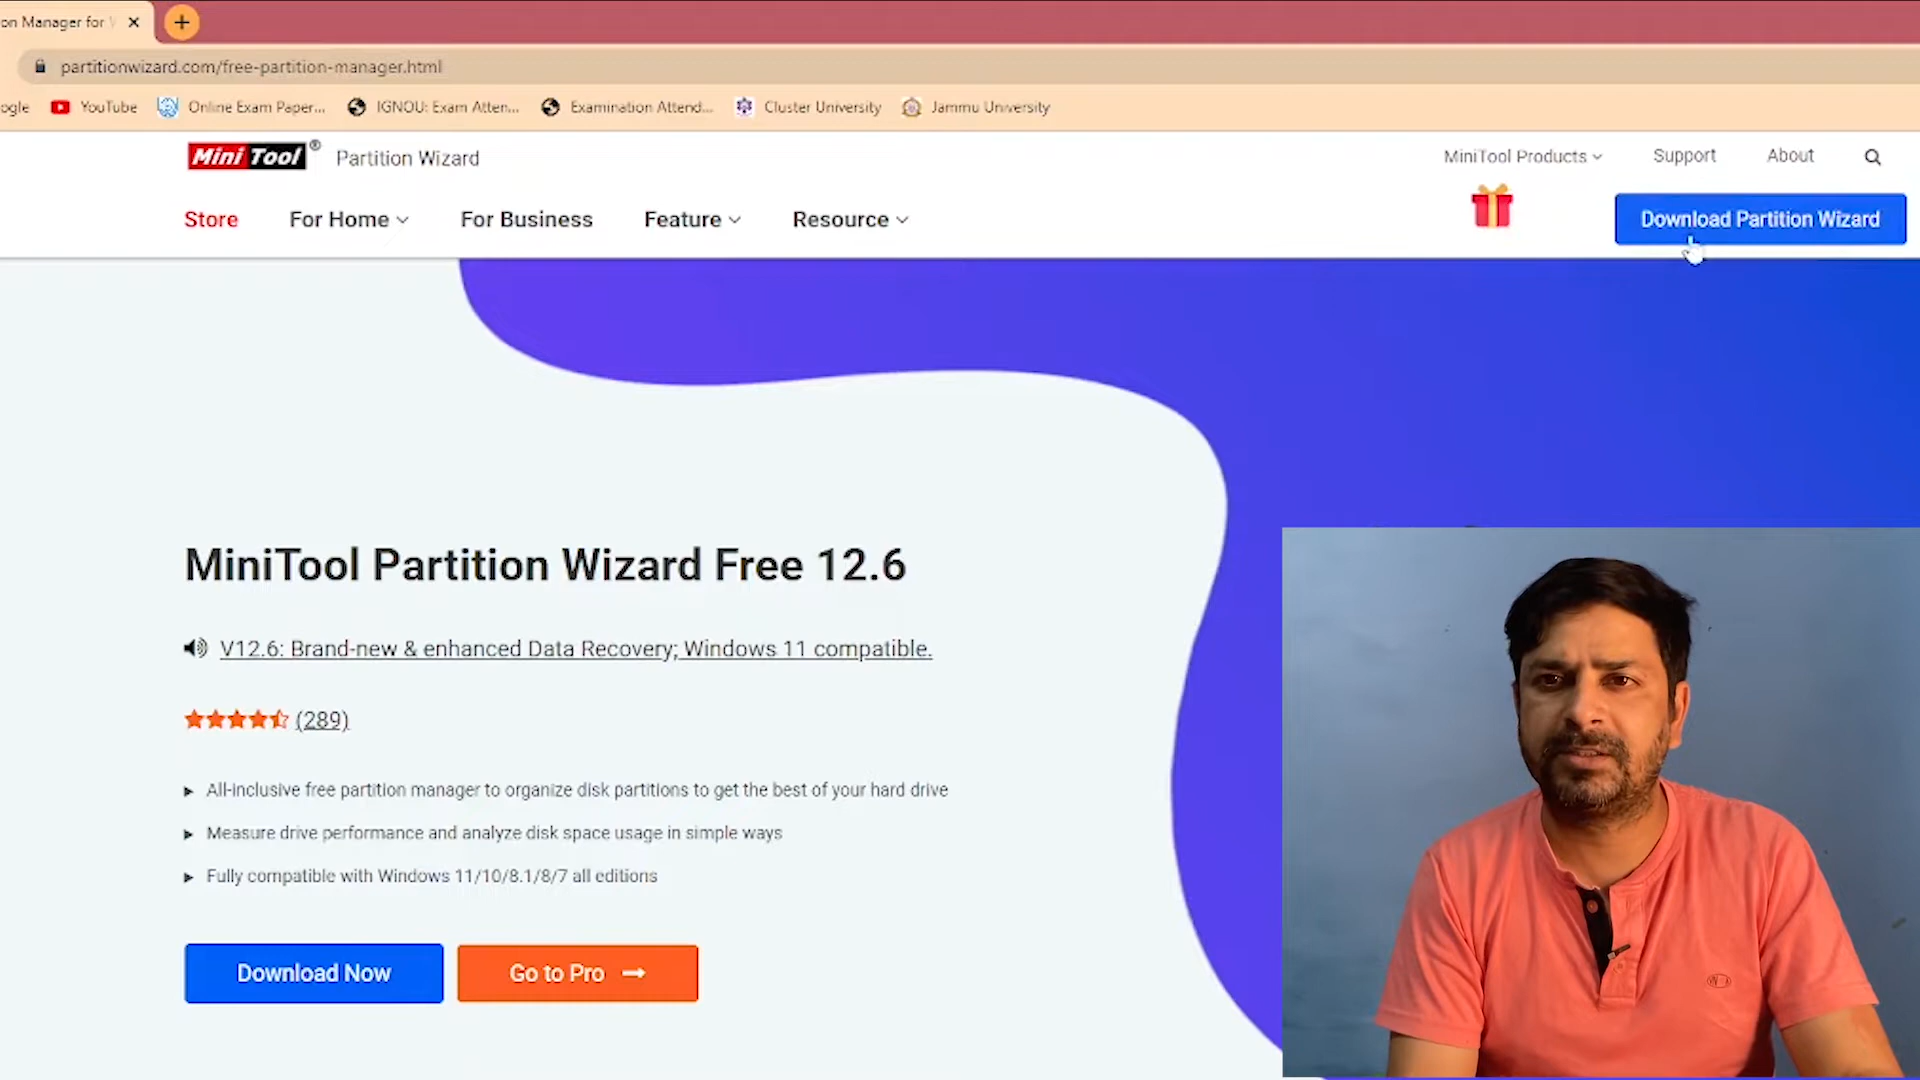 on Manager for
partitionwizard.com/free-partition-manager.html
ogle YouTube Online Exam Paper... IGNOU: Exam Atten... Examination Attend... Cluster University Jammu University
Mini Tool® Partition Wizard
MiniTool Products Support About
Store For Home For Business Feature Resource
Download Partition Wizard
MiniTool Partition Wizard Free 12.6
V12.6: Brand-new & enhanced Data Recovery; Windows 11 compatible.
(289)
All-inclusive free partition manager to organize disk partitions to get the best of your hard drive
Measure drive performance and analyze disk space usage in simple ways
Fully compatible with Windows 11/10/8.1/8/7 all editions
Download Now
Go to Pro